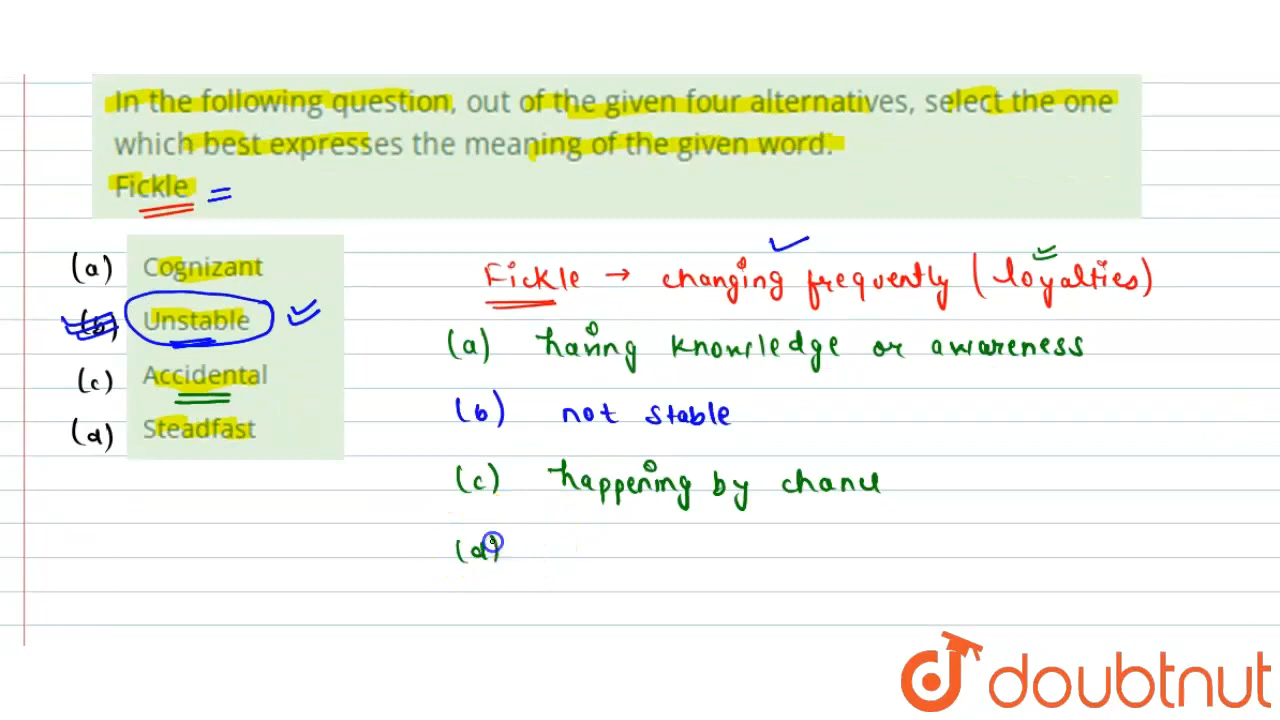 In the following question, out of the given four alternatives, select the one
which best expresses the meaning of the given word.
Fickle =
(a) Cognizant
(b) Unstable
(c) Accidental
(d) Steadfast
Fickle → changing frequently (loyalties)
(a) having knowledge or awareness
(b) not stable
(c) happening by chance
(d)
doubtnut